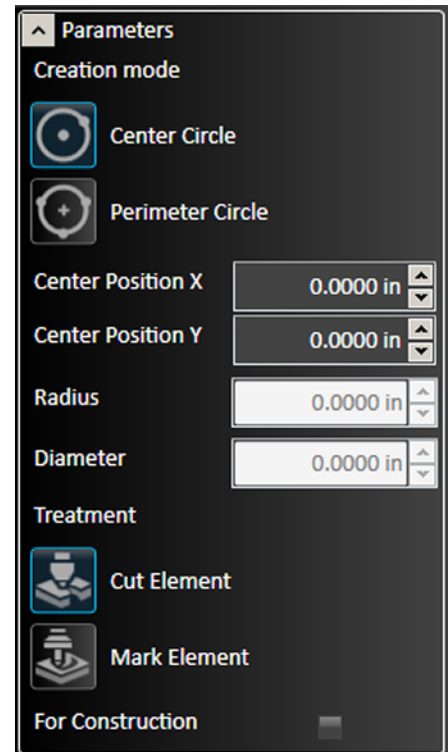 Parameters
Creation mode
Center Circle
Perimeter Circle
Center Position X 0.0000 in
Center Position Y 0.0000 in
Radius 0.0000 in
Diameter 0.0000 in
Treatment
Cut Element
Mark Element
For Construction